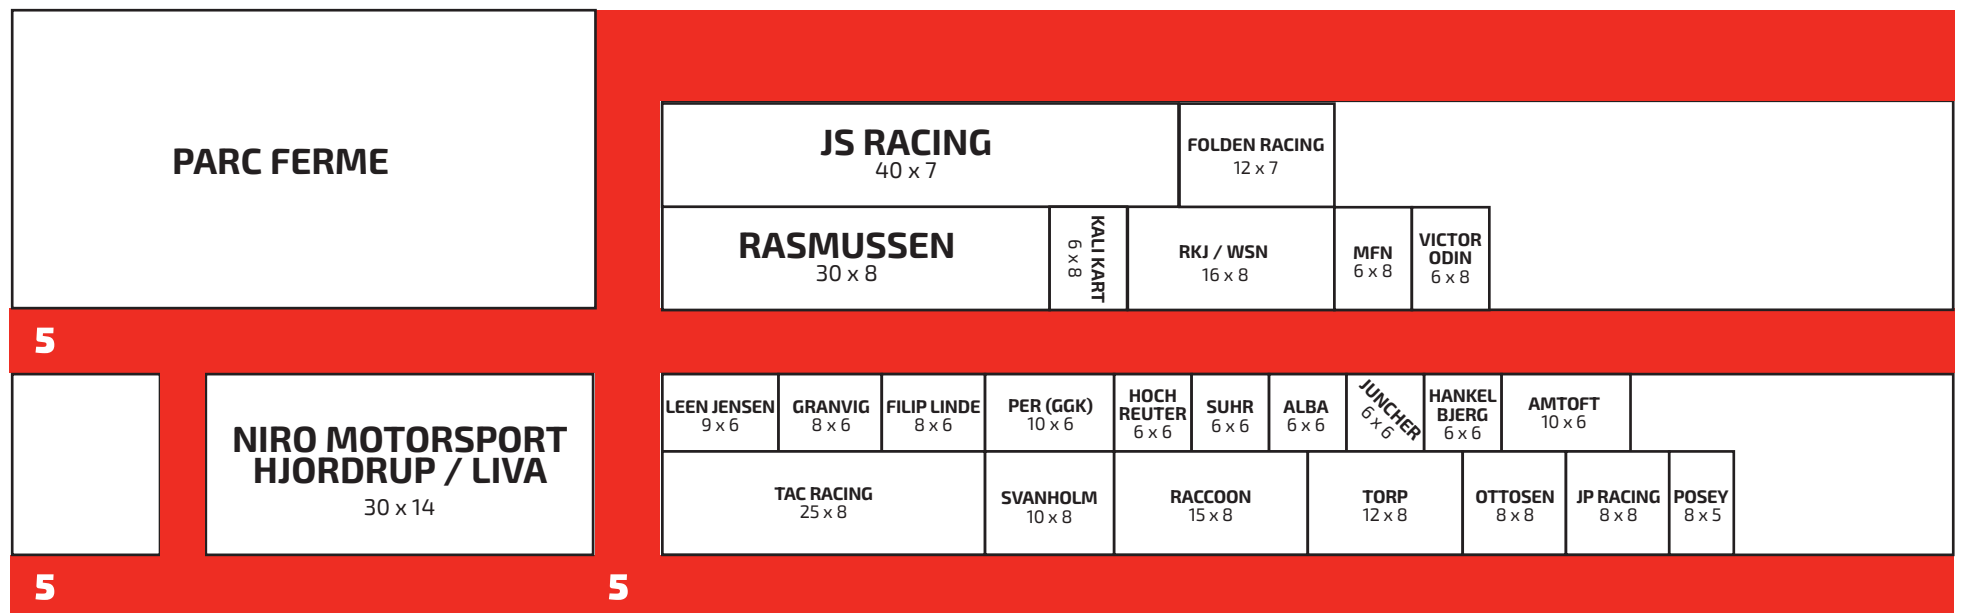 PARC FERME
JS RACING
40 x 7
FOLDEN RACING
12 x 7
RASMUSSEN
30 x 8
KALI KART
6 x 8
RKJ / WSN
16 x 8
MFN
6 x 8
VICTOR
ODIN
6 x 8
5
NIRO MOTORSPORT
HJORDRUP / LIVA
30 x 14
LEEN JENSEN
9 x 6
GRANVIG
8 x 6
FILIP LINDE
8 x 6
PER (GGK)
10 x 6
HOCH
REUTER
6 x 6
SUHR
6 x 6
ALBA
6 x 6
JUNCHER
6 x 6
HANKEL
BJERG
6 x 6
AMTOFT
10 x 6
TAC RACING
25 x 8
SVANHOLM
10 x 8
RACCOON
15 x 8
TORP
12 x 8
OTTOSEN
8 x 8
JP RACING
8 x 8
POSEY
8 x 5
5
5